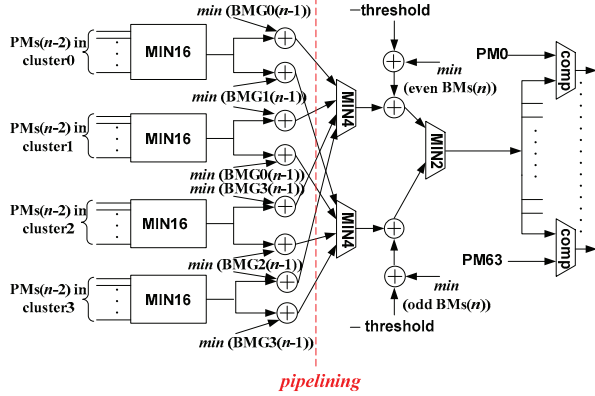 min (BMG0(n-1))
PMs(n-2) in
cluster0
MIN16
min (BMG1(n-1))
PMs(n-2) in
cluster1
MIN16
min (BMG0(n-1))
min (BMG3(n-1))
PMs(n-2) in
cluster2
MIN16
min (BMG2(n-1))
PMs(n-2) in
cluster3
MIN16
min (BMG3(n-1))
MIN4
MIN4
pipelining
−threshold
min
(even BMs(n))
MIN2
min
(odd BMs(n))
− threshold
PM0
comp
PM63
comp